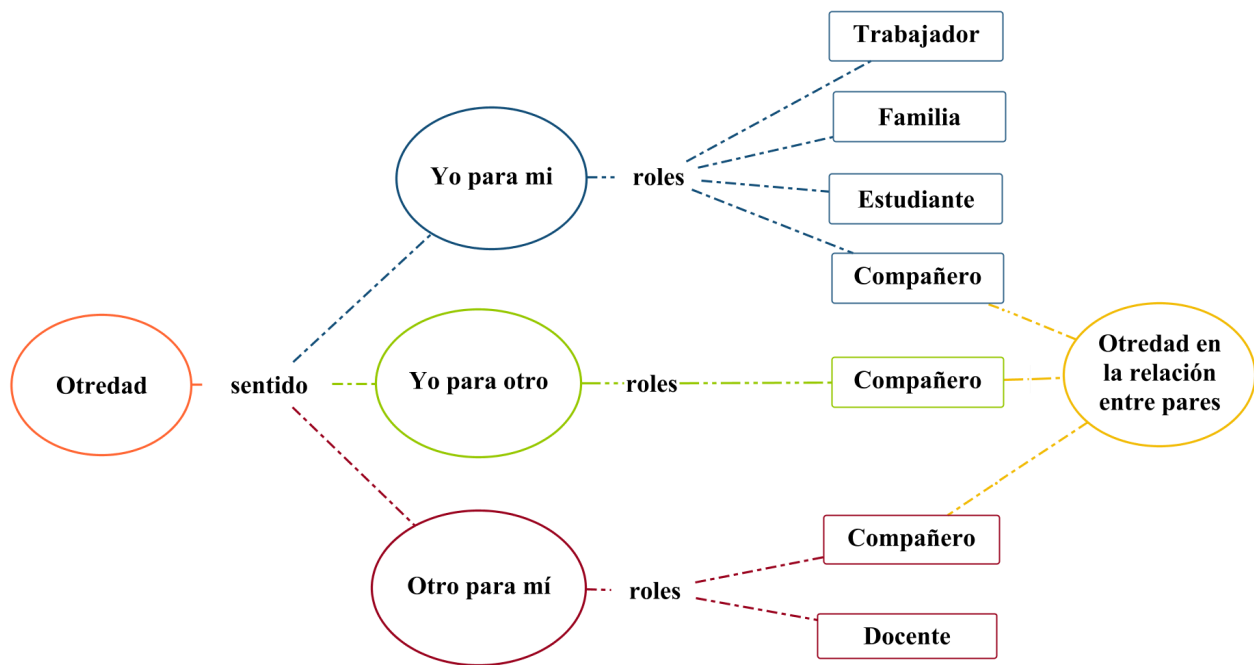 Otredad
sentido
Yo para mi
roles
Trabajador
Familia
Estudiante
Compañero
Yo para otro
roles
Compañero
Otro para mí
roles
Compañero
Docente
Otredad en
la relación
entre pares